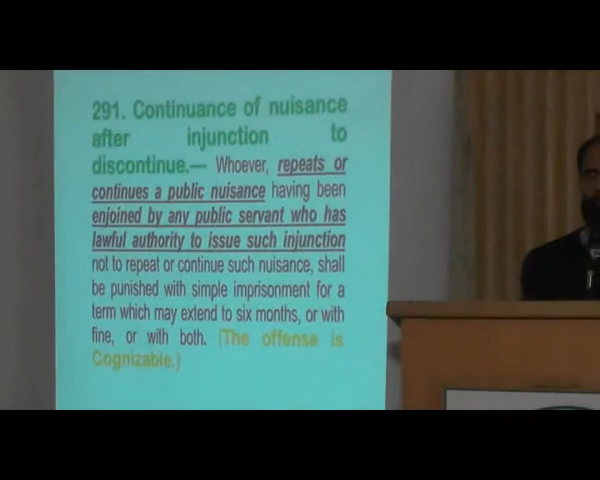 291. Continuance of nuisance
after injunction to
discontinue.— Whoever, repeats or
continues a public nuisance having been
enjoined by any public servant who has
lawful authority to issue such injunction
not to repeat or continue such nuisance, shall
be punished with simple imprisonment for a
term which may extend to six months, or with
fine, or with both. (The offense is
Cognizable.)